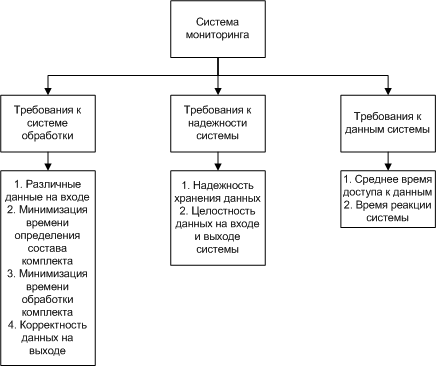 Система
мониторинга
Требования к
системе
обработки
Требования к
надежности
системы
Требования к
данным системы
1. Различные
данные на входе
2. Минимизация
времени
определения
состава
комплекта
3. Минимизация
времени
обработки
комплекта
4. Корректность
данных на
выходе
1. Надежность
хранения данных
2. Целостность
данных на входе
и выходе
системы
1. Среднее время
доступа к данным
2. Время реакции
системы